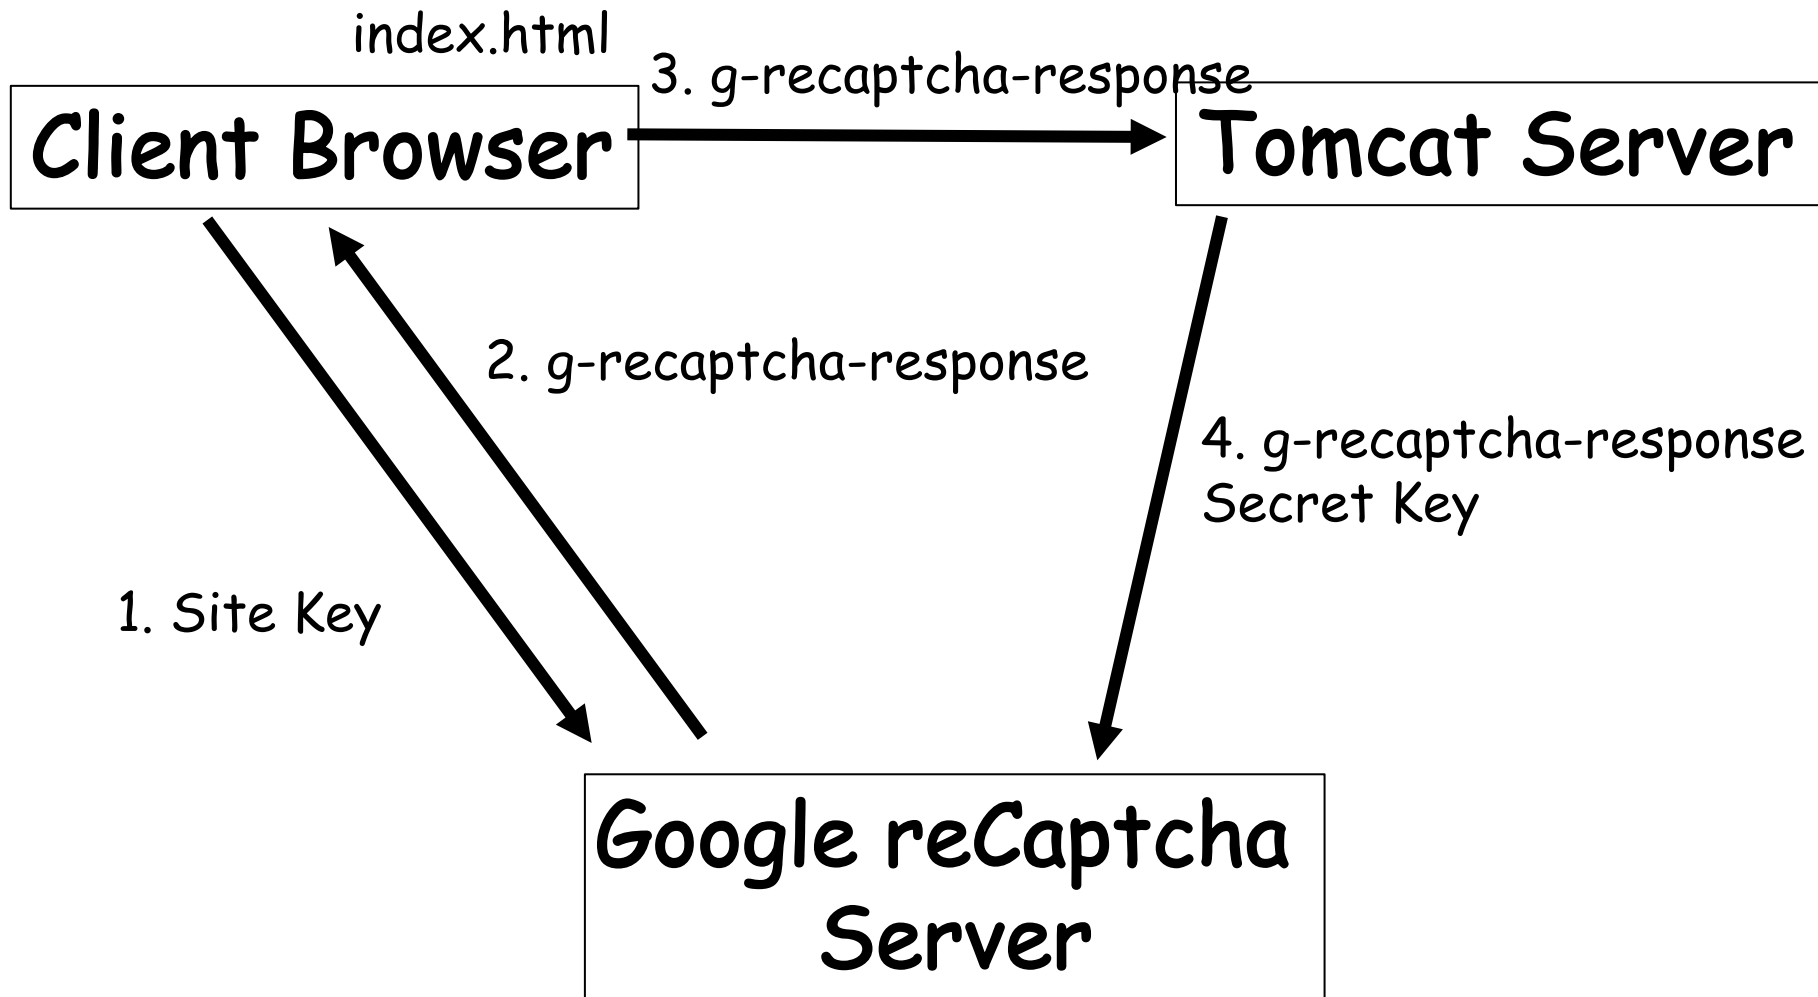 index.html
3. g-recaptcha-response
Client Browser
Tomcat Server
2. g-recaptcha-response
4. g-recaptcha-response
Secret Key
1. Site Key
Google reCaptcha
Server